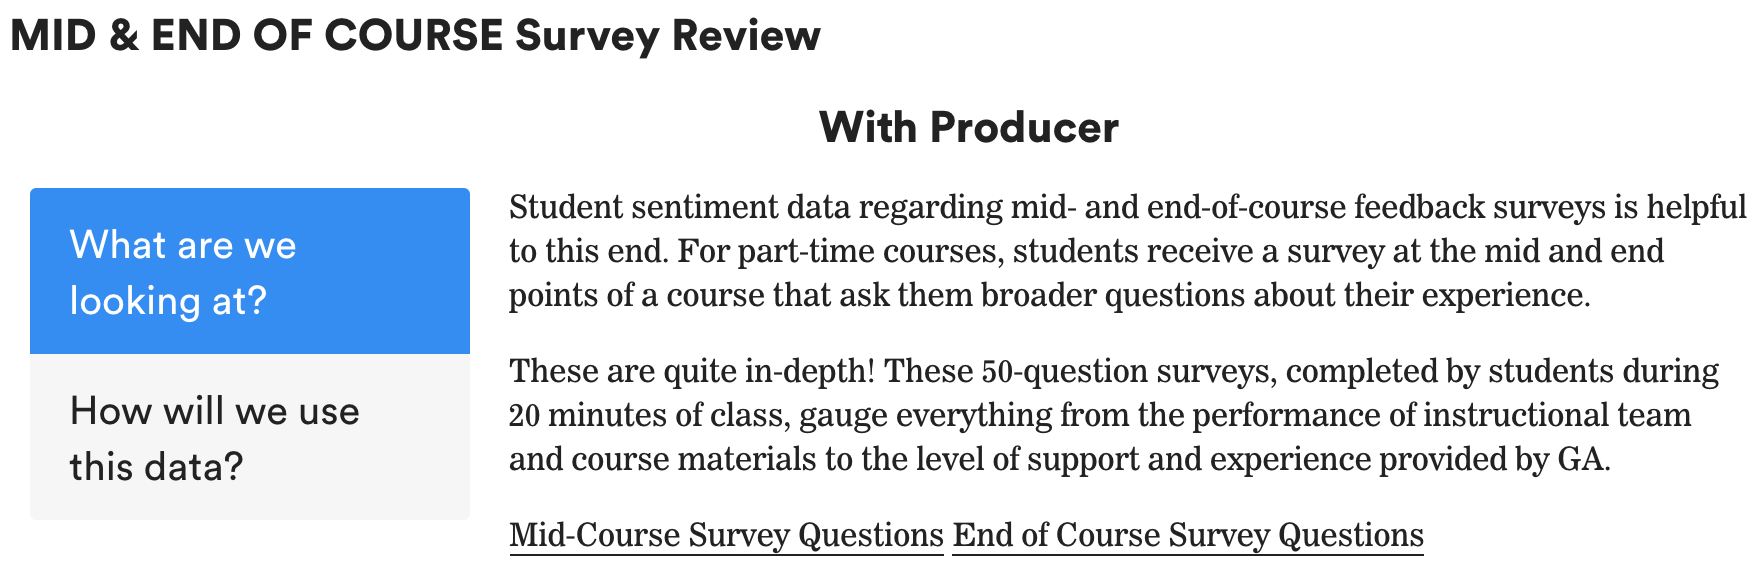 MID & END OF COURSE Survey Review
With Producer
What are we
looking at?
How will we use
this data?
Student sentiment data regarding mid- and end-of-course feedback surveys is helpful
to this end. For part-time courses, students receive a survey at the mid and end
points of a course that ask them broader questions about their experience.
These are quite in-depth! These 50-question surveys, completed by students during
20 minutes of class, gauge everything from the performance of instructional team
and course materials to the level of support and experience provided by GA.
Mid-Course Survey Questions End of Course Survey Questions